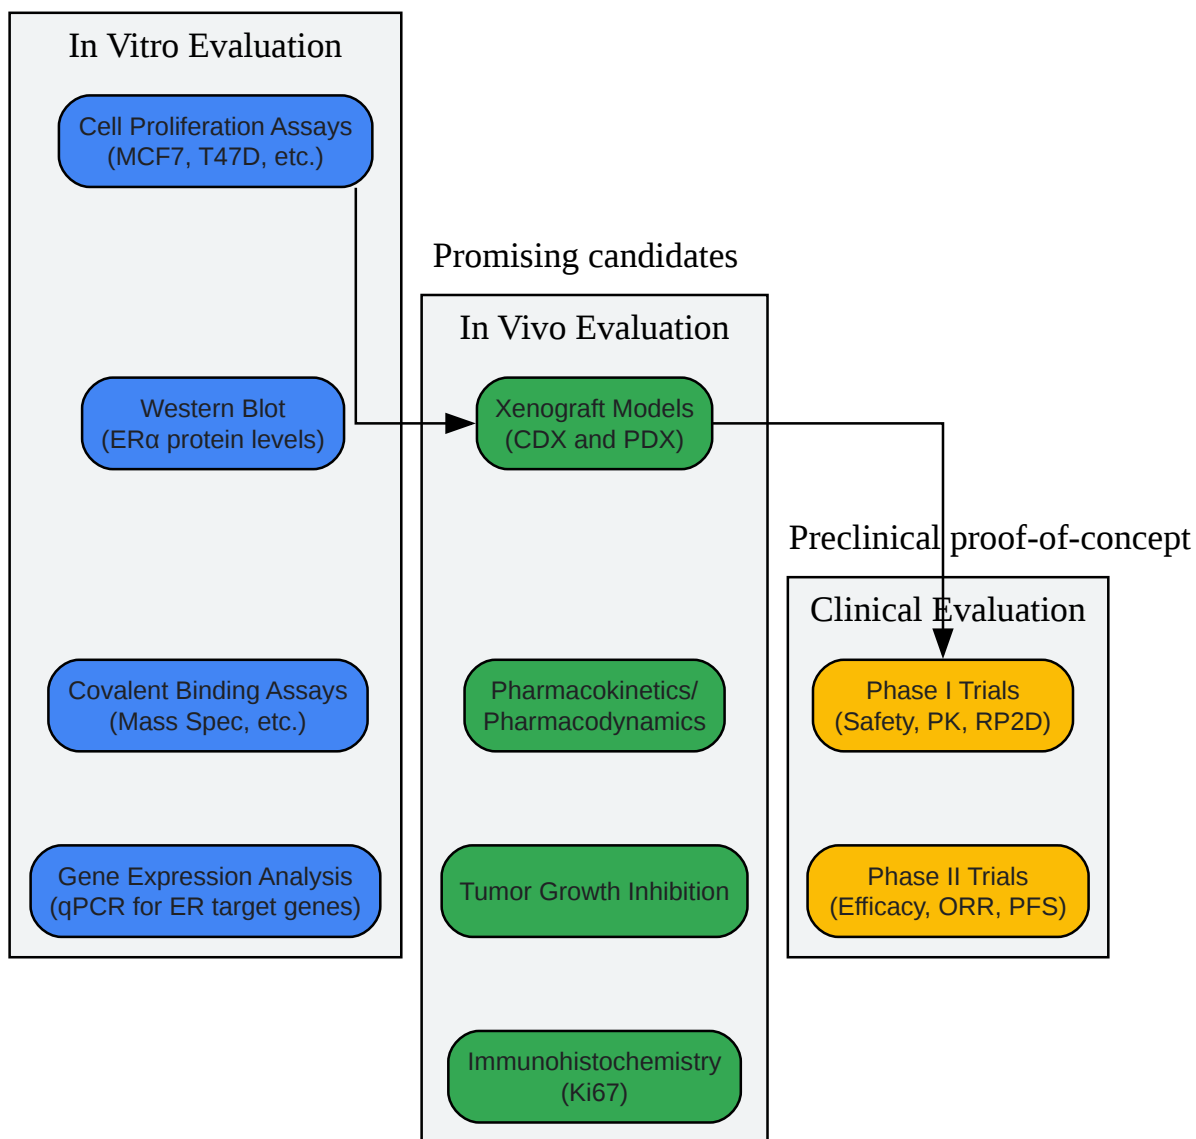 In Vitro Evaluation
Cell Proliferation Assays
(MCF7, T47D, etc.)
Western Blot
(ERα protein levels)
Covalent Binding Assays
(Mass Spec, etc.)
Gene Expression Analysis
(qPCR for ER target genes)
Promising candidates
In Vivo Evaluation
Xenograft Models
(CDX and PDX)
Pharmacokinetics/
Pharmacodynamics
Tumor Growth Inhibition
Immunohistochemistry
(Ki67)
Preclinical proof-of-concept
Clinical Evaluation
Phase I Trials
(Safety, PK, RP2D)
Phase II Trials
(Efficacy, ORR, PFS)